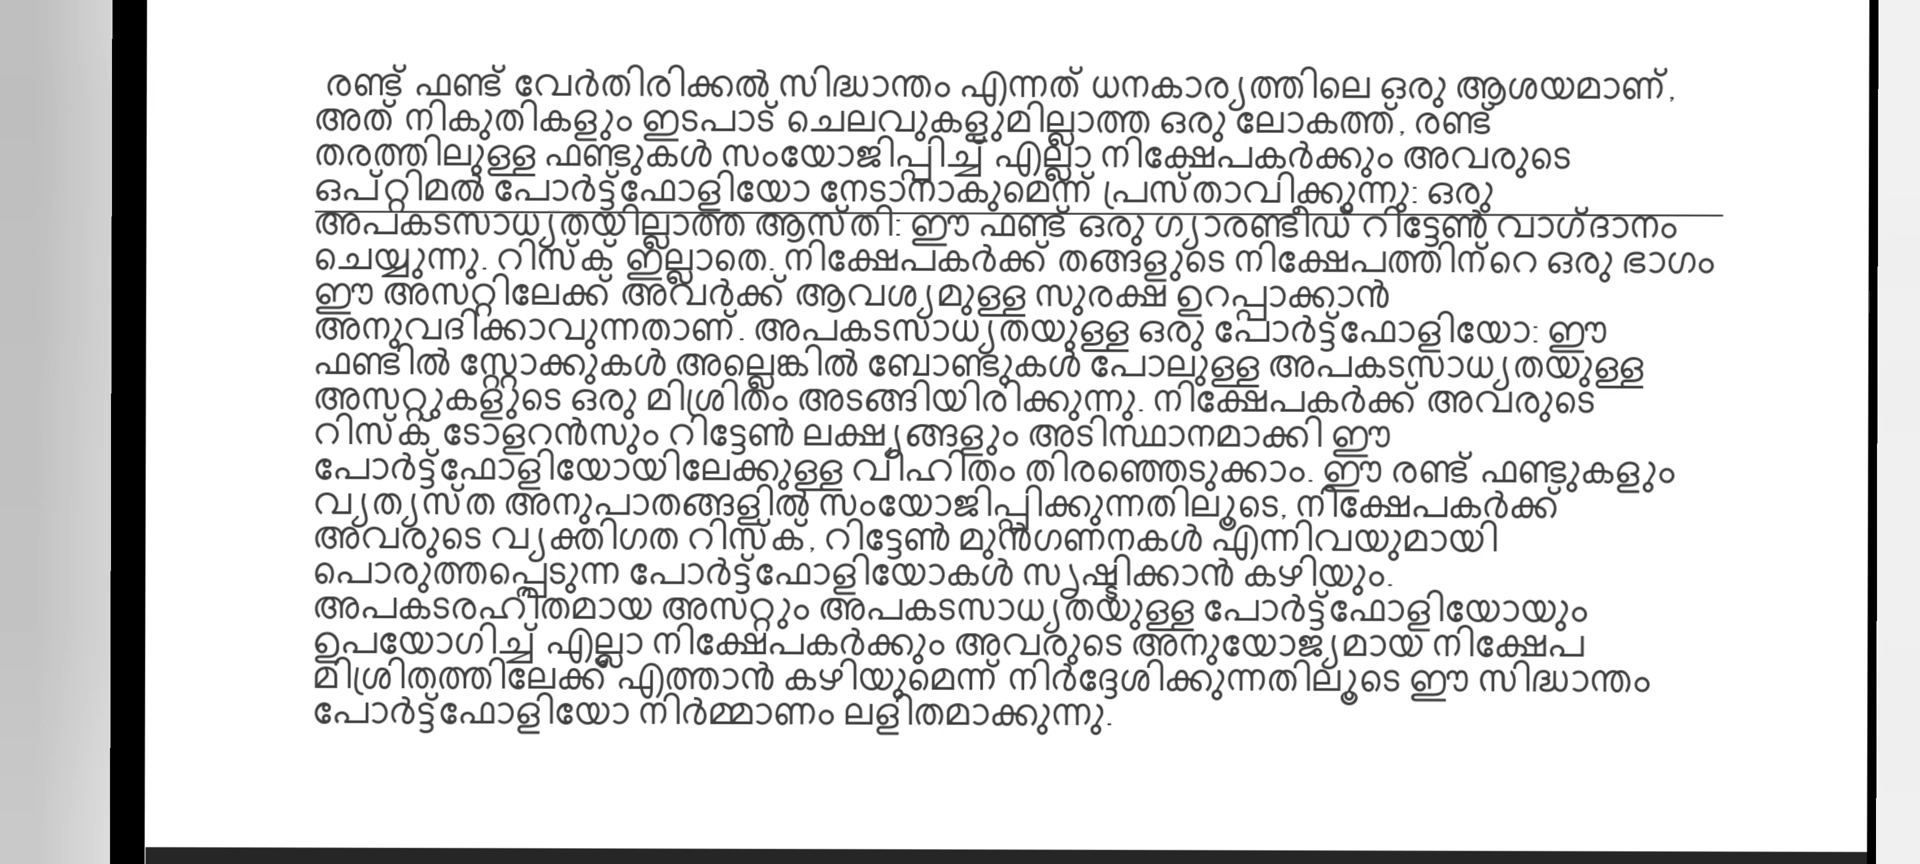 രണ്ട് ഫണ്ട് വേർതിരിക്കൽ സിദ്ധാന്തം എന്നത് ധനകാര്യത്തിലെ ഒരു ആശയമാണ്,
അത് നികുതികളും ഇടപാട് ചെലവുകളുമില്ലാത്ത ഒരു ലോകത്ത്, രണ്ട്
തരത്തിലുള്ള ഫണ്ടുകൾ സംയോജിപ്പിച്ച് എല്ലാ നിക്ഷേപകർക്കും അവരുടെ
ഒപ്റ്റിമൽ പോർട്ട്ഫോളിയോ നേടാനാകുമെന്ന് പ്രസ്താവിക്കുന്നു: ഒരു
അപകടസാധ്യതയില്ലാത്ത ആസ്തി: ഈ ഫണ്ട് ഒരു ഗ്യാരണ്ടീഡ് റിട്ടേൺ വാഗ്ദാനം
ചെയ്യുന്നു. റിസ്ക് ഇല്ലാതെ. നിക്ഷേപകർക്ക് തങ്ങളുടെ നിക്ഷേപത്തിന്റെ ഒരു ഭാഗം
ഈ അസറ്റിലേക്ക് അവർക്ക് ആവശ്യമുള്ള സുരക്ഷ ഉറപ്പാക്കാൻ
അനുവദിക്കാവുന്നതാണ്. അപകടസാധ്യതയുള്ള ഒരു പോർട്ട്ഫോളിയോ: ഈ
ഫണ്ടിൽ സ്റ്റോക്കുകൾ അല്ലെങ്കിൽ ബോണ്ടുകൾ പോലുള്ള അപകടസാധ്യതയുള്ള
അസറ്റുകളുടെ ഒരു മിശ്രിതം അടങ്ങിയിരിക്കുന്നു. നിക്ഷേപകർക്ക് അവരുടെ
റിസ്ക് ടോളറൻസും റിട്ടേൺ ലക്ഷ്യങ്ങളും അടിസ്ഥാനമാക്കി ഈ
പോർട്ട്ഫോളിയോയിലേക്കുള്ള വിഹിതം തിരഞ്ഞെടുക്കാം. ഈ രണ്ട് ഫണ്ടുകളും
വ്യത്യസ്ത അനുപാതങ്ങളിൽ സംയോജിപ്പിക്കുന്നതിലൂടെ, നിക്ഷേപകർക്ക്
അവരുടെ വ്യക്തിഗത റിസ്ക്, റിട്ടേൺ മുൻഗണനകൾ എന്നിവയുമായി
പൊരുത്തപ്പെടുന്ന പോർട്ട്ഫോളിയോകൾ സൃഷ്ടിക്കാൻ കഴിയും.
അപകടരഹിതമായ അസറ്റും അപകടസാധ്യതയുള്ള പോർട്ട്ഫോളിയോയും
ഉപയോഗിച്ച് എല്ലാ നിക്ഷേപകർക്കും അവരുടെ അനുയോജ്യമായ നിക്ഷേപ
മിശ്രിതത്തിലേക്ക് എത്താൻ കഴിയുമെന്ന് നിർദ്ദേശിക്കുന്നതിലൂടെ ഈ സിദ്ധാന്തം
പോർട്ട്ഫോളിയോ നിർമ്മാണം ലളിതമാക്കുന്നു.